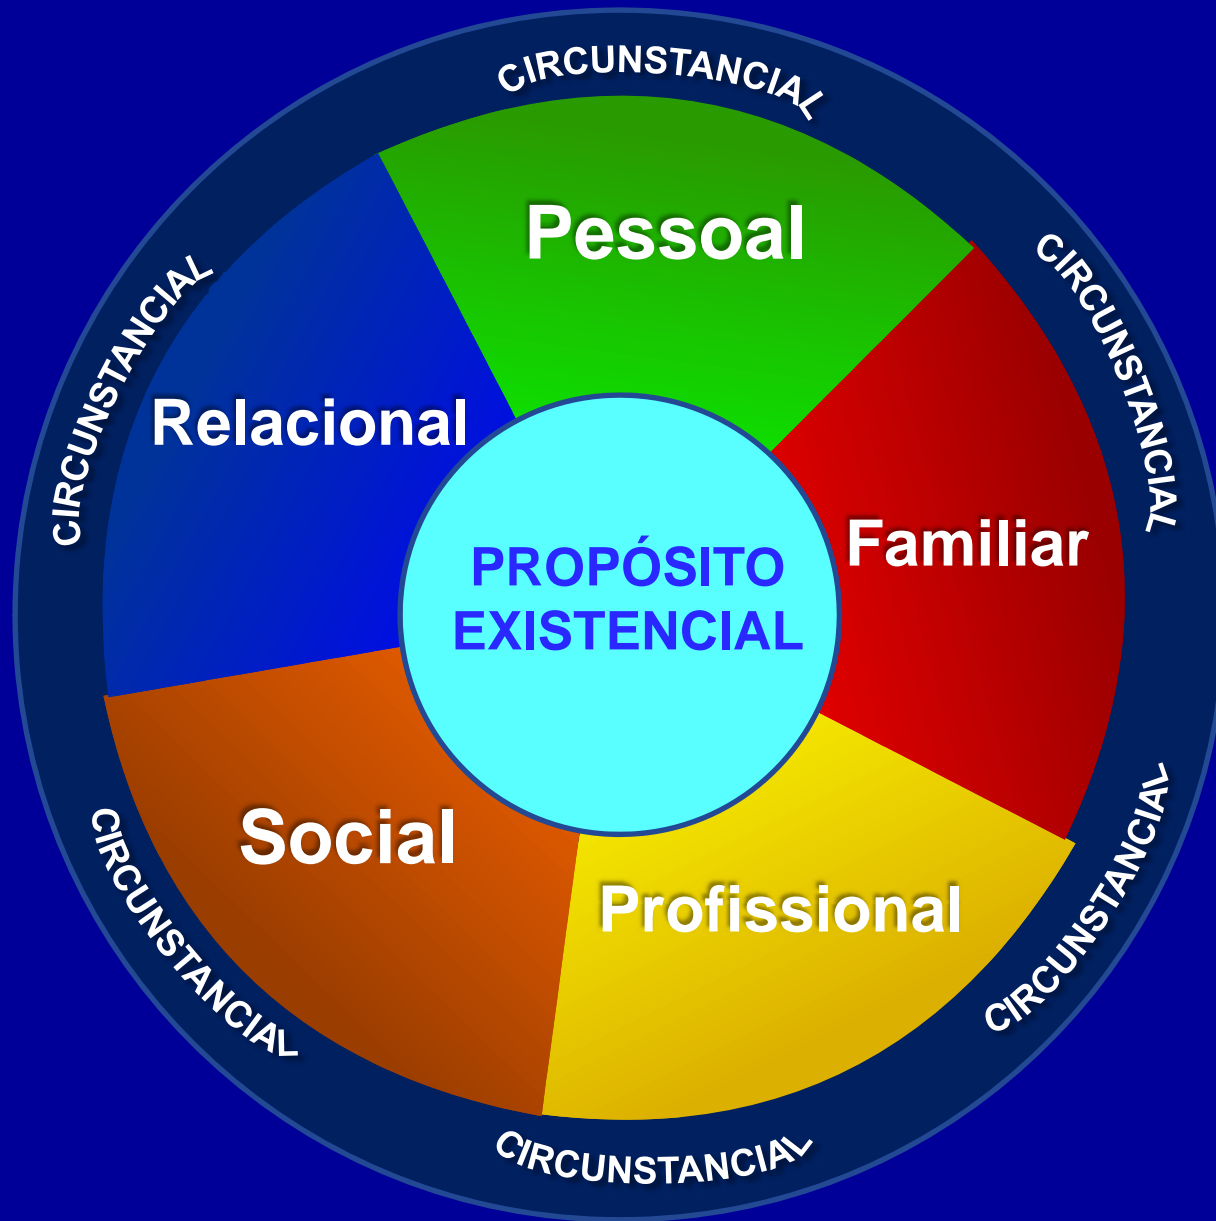 CIRCUNSTANCIAL
Pessoal
CIRCUNSTANCIAL
CIRCUNSTANCIAL
Relacional
Familiar
PROPÓSITO
EXISTENCIAL
Social
Profissional
CIRCUNSTANCIAL
CIRCUNSTANCIAL
CIRCUNSTANCIAL